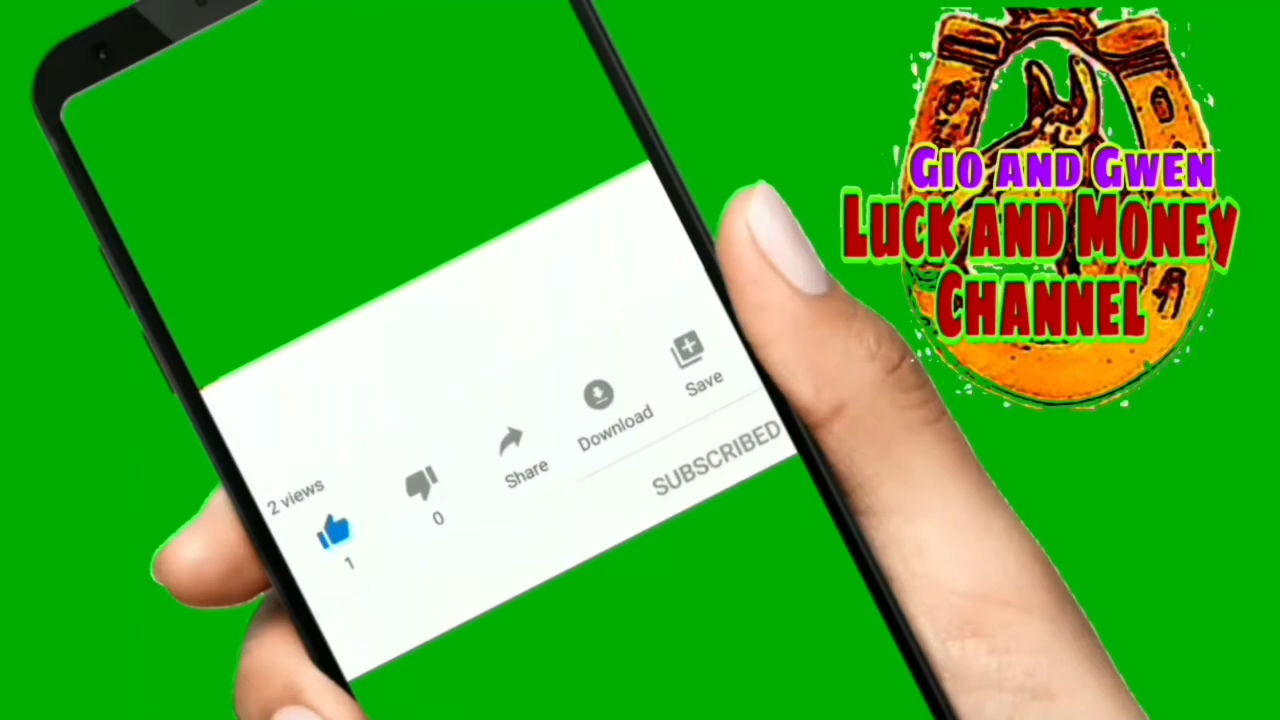 Gio and Gwen
Luck and Money
Channel
2 views
1
0
Share
Download
Save
SUBSCRIBED